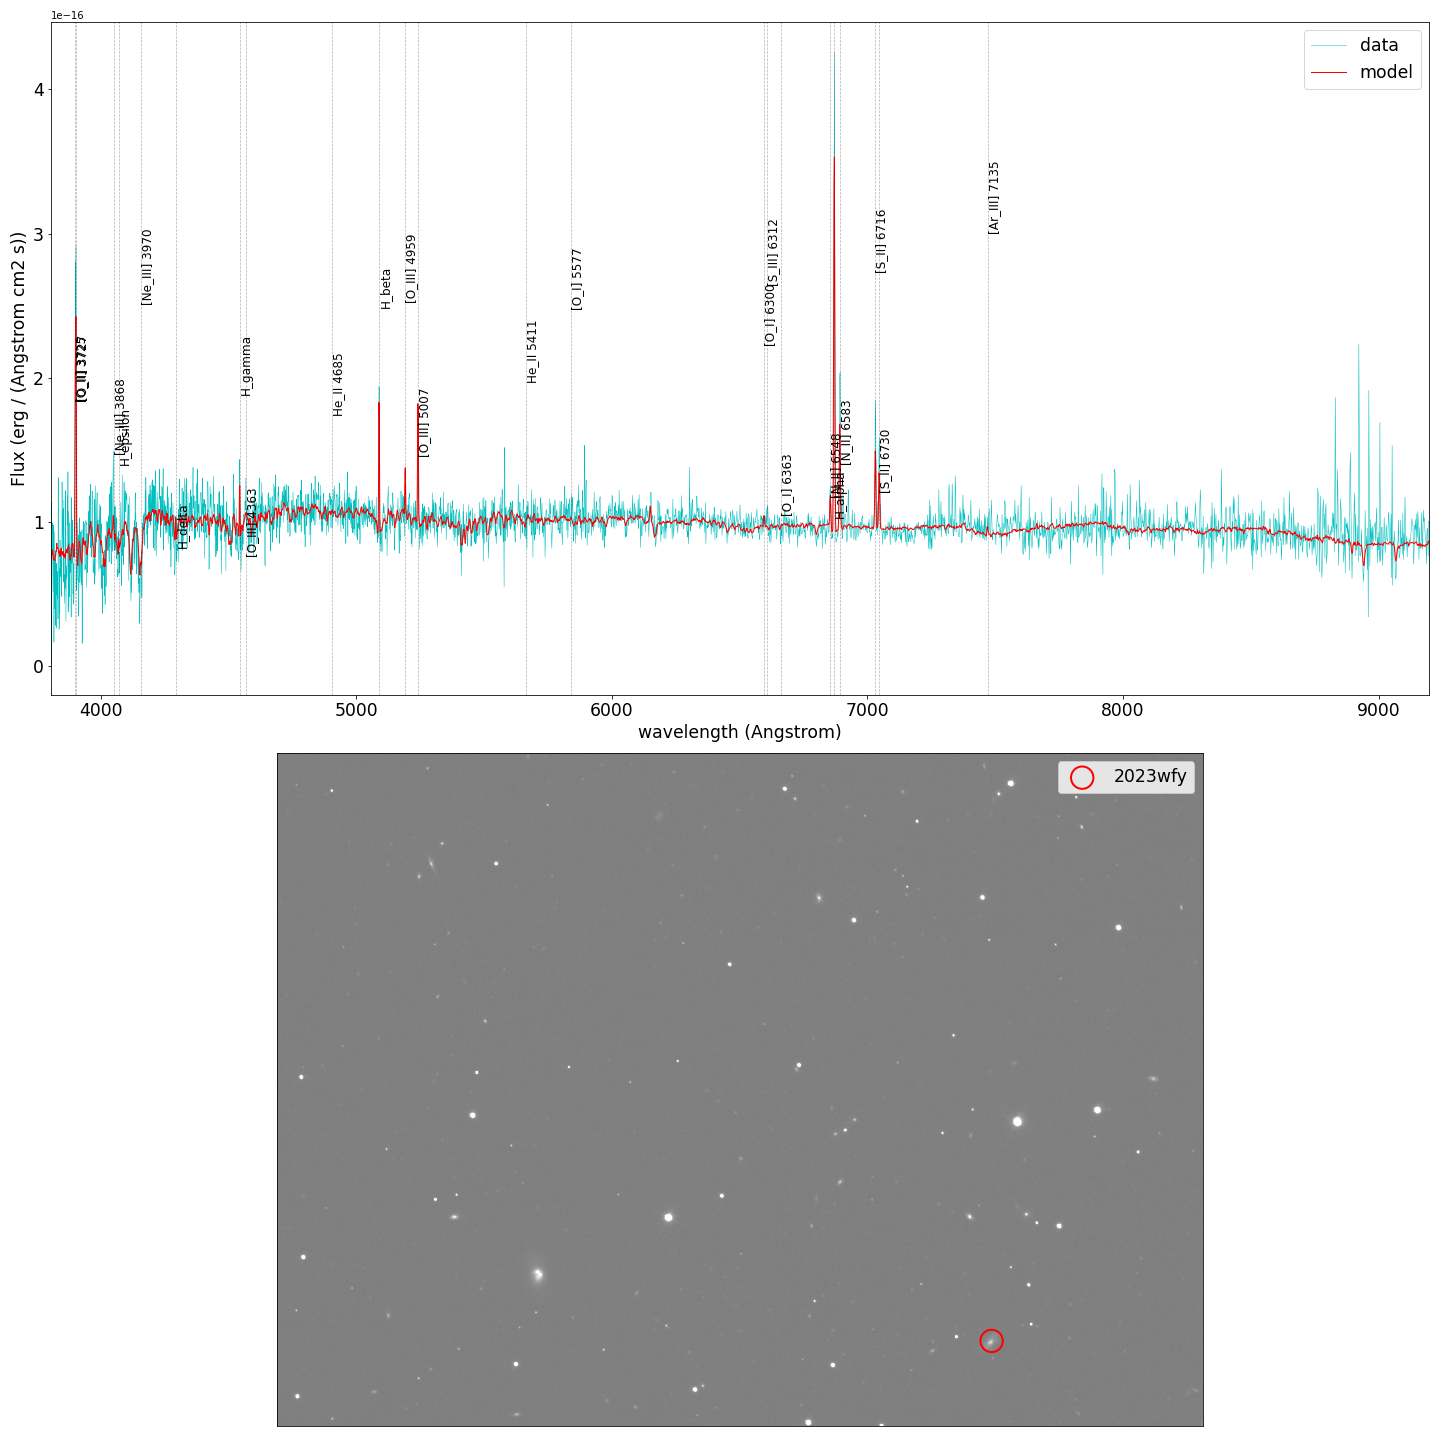 1e−16
data
model
4
3
2
1
0
Flux (erg / (Angstrom cm2 s))
[Ne_III] 3868
H_epsilon
[Ne_III] 3970
H_delta
H_gamma
[O_III] 4363
He_II 4685
H_beta
[O_III] 4959
[O_III] 5007
He_II 5411
[O_I] 5577
[O_I] 6300
[S_III] 6312
[O_I] 6363
[N_II] 6548
H_alpha
[N_II] 6583
[S_II] 6716
[S_II] 6730
[Ar_III] 7135
4000 5000 6000 7000 8000 9000
wavelength (Angstrom)
2023wfy